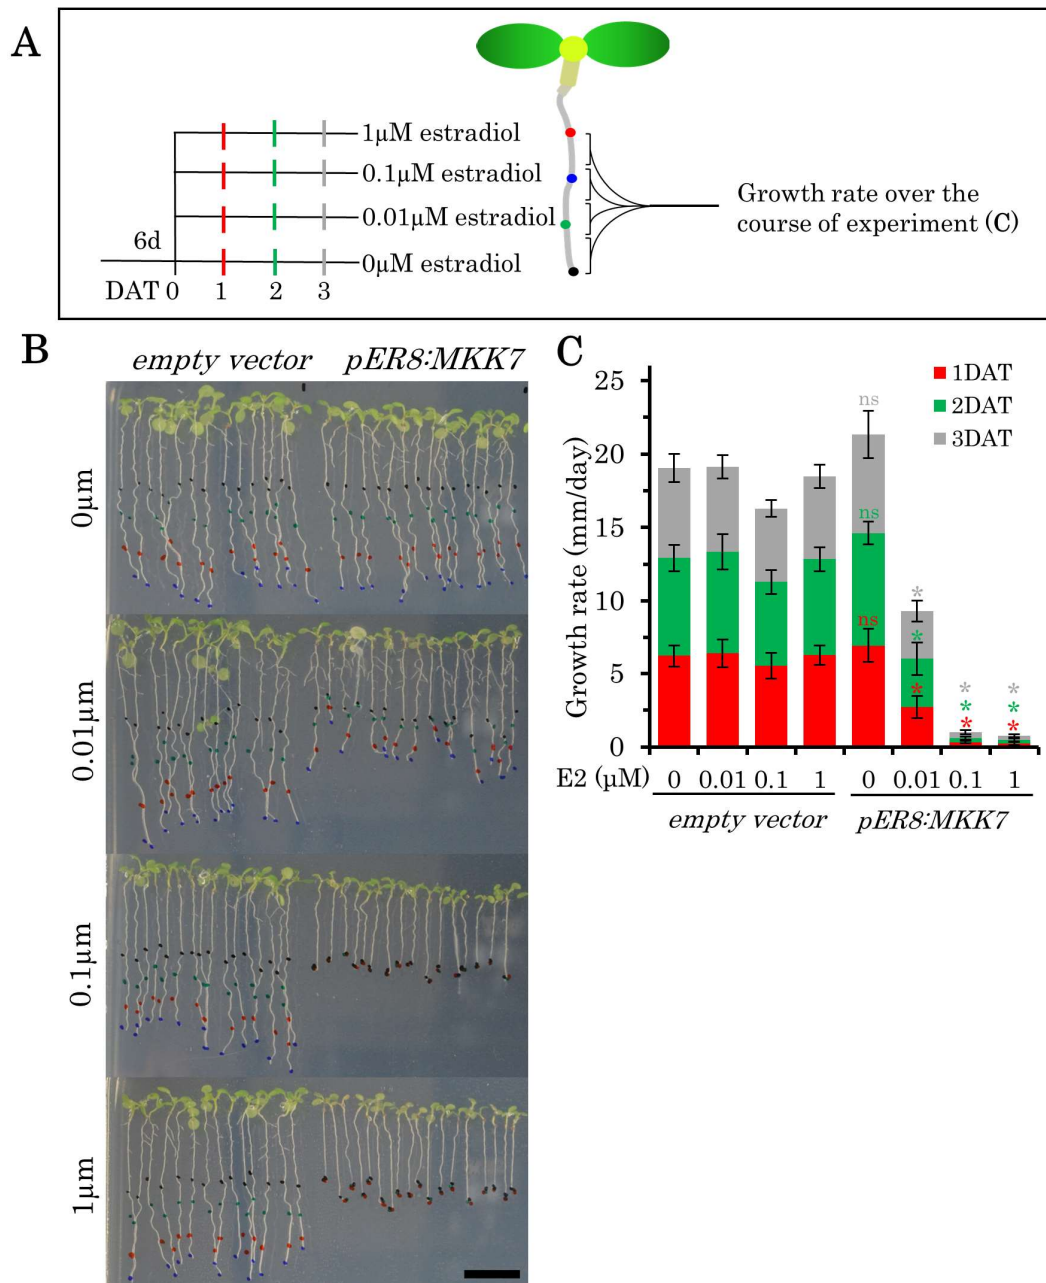 A
1µM estradiol
0.1µM estradiol
0.01µM estradiol
0µM estradiol
6d
DAT 0 1 2 3
Growth rate over the
course of experiment (C)
B
empty vector pER8:MKK7
0µm
0.01µm
0.1µm
1µm
C
1DAT
2DAT
3DAT
Growth rate (mm/day)
25
20
15
10
5
0
ns
ns
ns
*
*
*
* *
* *
* *
E2 (µM) 0 0.01 0.1 1 0 0.01 0.1 1
empty vector pER8:MKK7